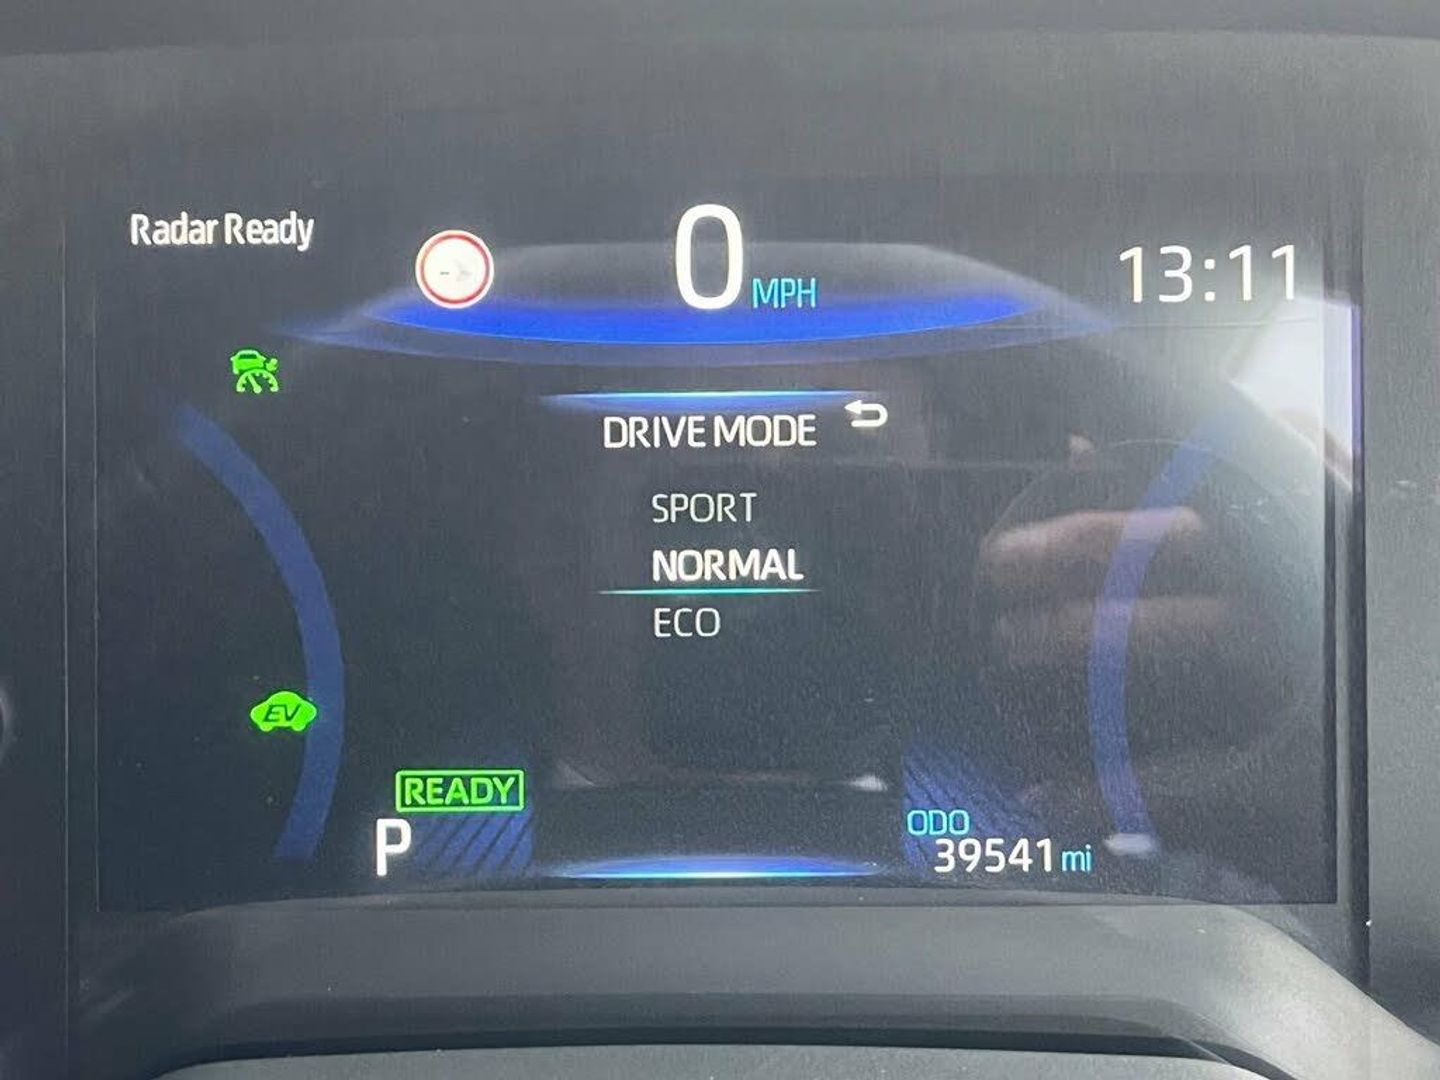 Radar Ready
0 MPH
13:11
DRIVE MODE
SPORT
NORMAL
ECO
EV
READY
P
ODO
39541 mi